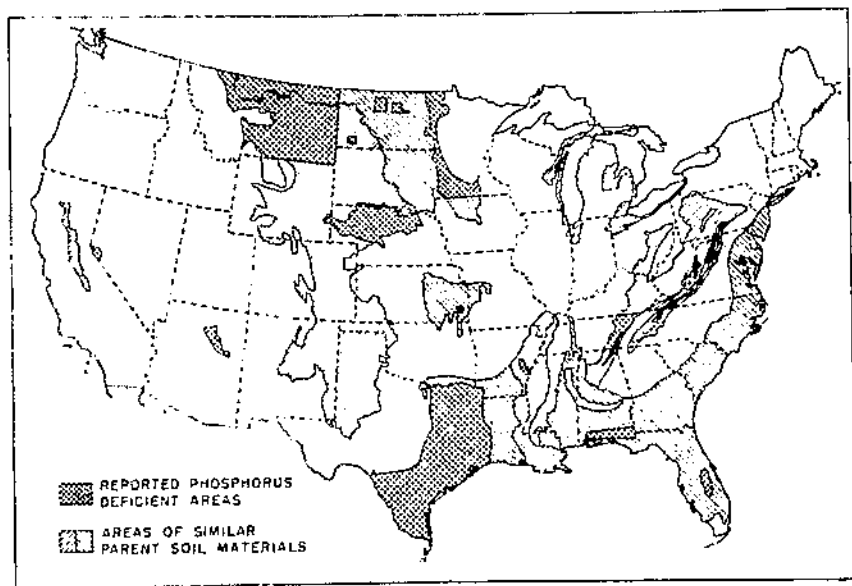 REPORTED PHOSPHORUS
DEFICIENT AREAS
AREAS OF SIMILAR
PARENT SOIL MATERIALS